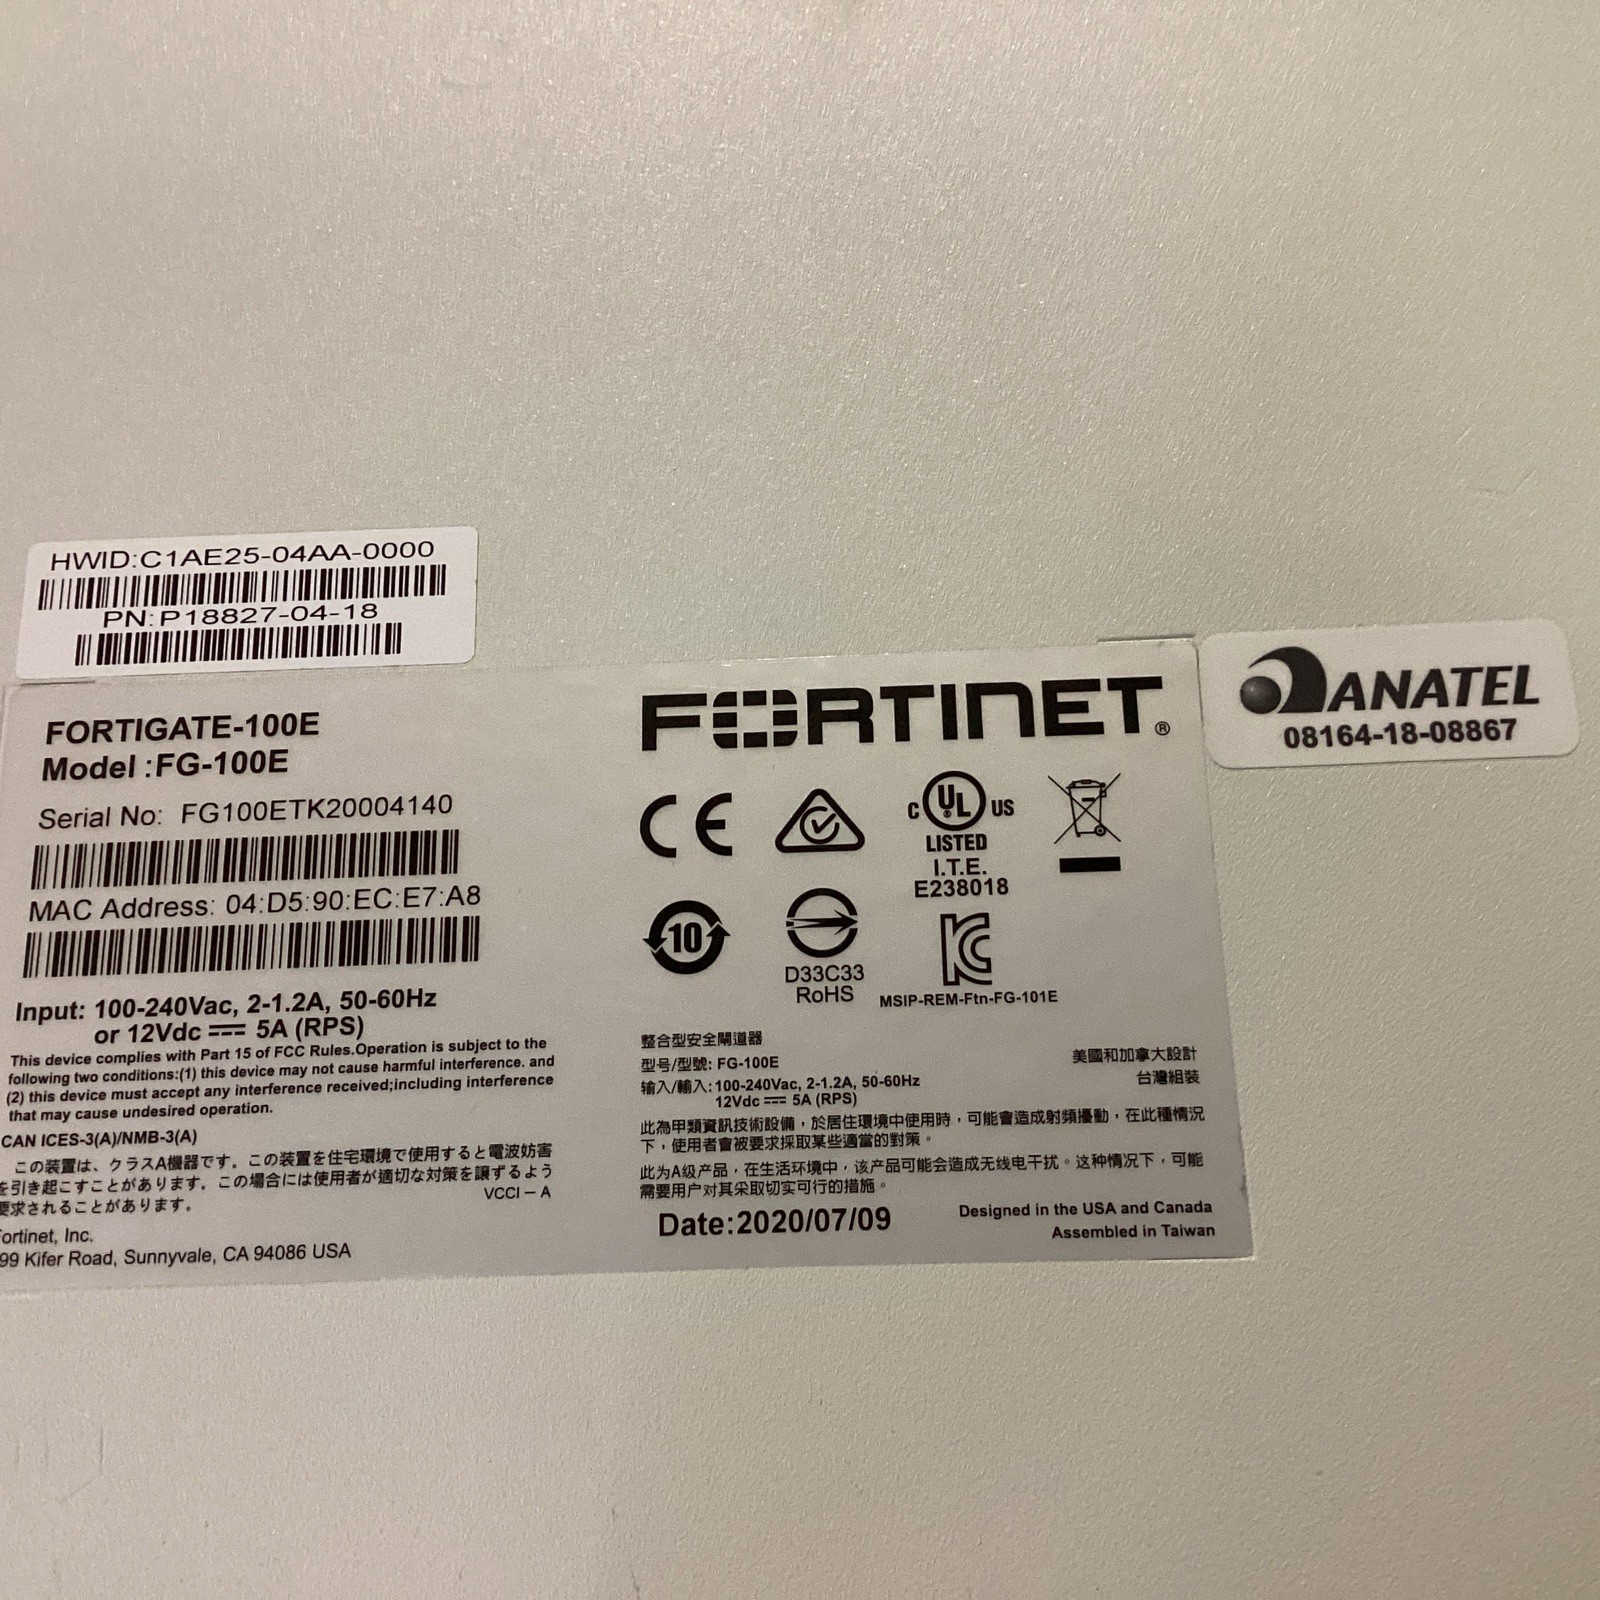 HWID:C1AE25-04AA-0000
PN:P18827-04-18
FORTIGATE-100E
Model :FG-100E
Serial No: FG100ETK20004140
MAC Address: 04:D5:90:EC:E7:A8
Input: 100-240Vac, 2-1.2A, 50-60Hz
or 12Vdc ⎓ 5A (RPS)
This device complies with Part 15 of FCC Rules.Operation is subject to the
following two conditions:(1) this device may not cause harmful interference. and
(2) this device must accept any interference received;including interference
that may cause undesired operation.
CAN ICES-3(A)/NMB-3(A)
この装置は、クラスA機器です。この装置を住宅環境で使用すると電波妨害
を引き起こすことがあります。この場合には使用者が適切な対策を講ずるよう
要求されることがあります。
VCCI－A
Fortinet, Inc.
99 Kifer Road, Sunnyvale, CA 94086 USA
FORTINET®
CE
C UL US
LISTED
I.T.E.
E238018
10
D33C33
RoHS
KC
MSIP-REM-Ftn-FG-101E
整合型安全閘道器
型号/型號: FG-100E
输入/輸入: 100-240Vac, 2-1.2A, 50-60Hz
12Vdc ⎓ 5A (RPS)
美國和加拿大設計
台灣組裝
此為甲類資訊技術設備，於居住環境中使用時，可能會造成射頻擾動，在此種情況
下，使用者會被要求採取某些適當的對策。
此为A级产品，在生活环境中，该产品可能会造成无线电干扰。这种情况下，可能
需要用户对其采取切实可行的措施。
Date:2020/07/09
Designed in the USA and Canada
Assembled in Taiwan
ANATEL
08164-18-08867